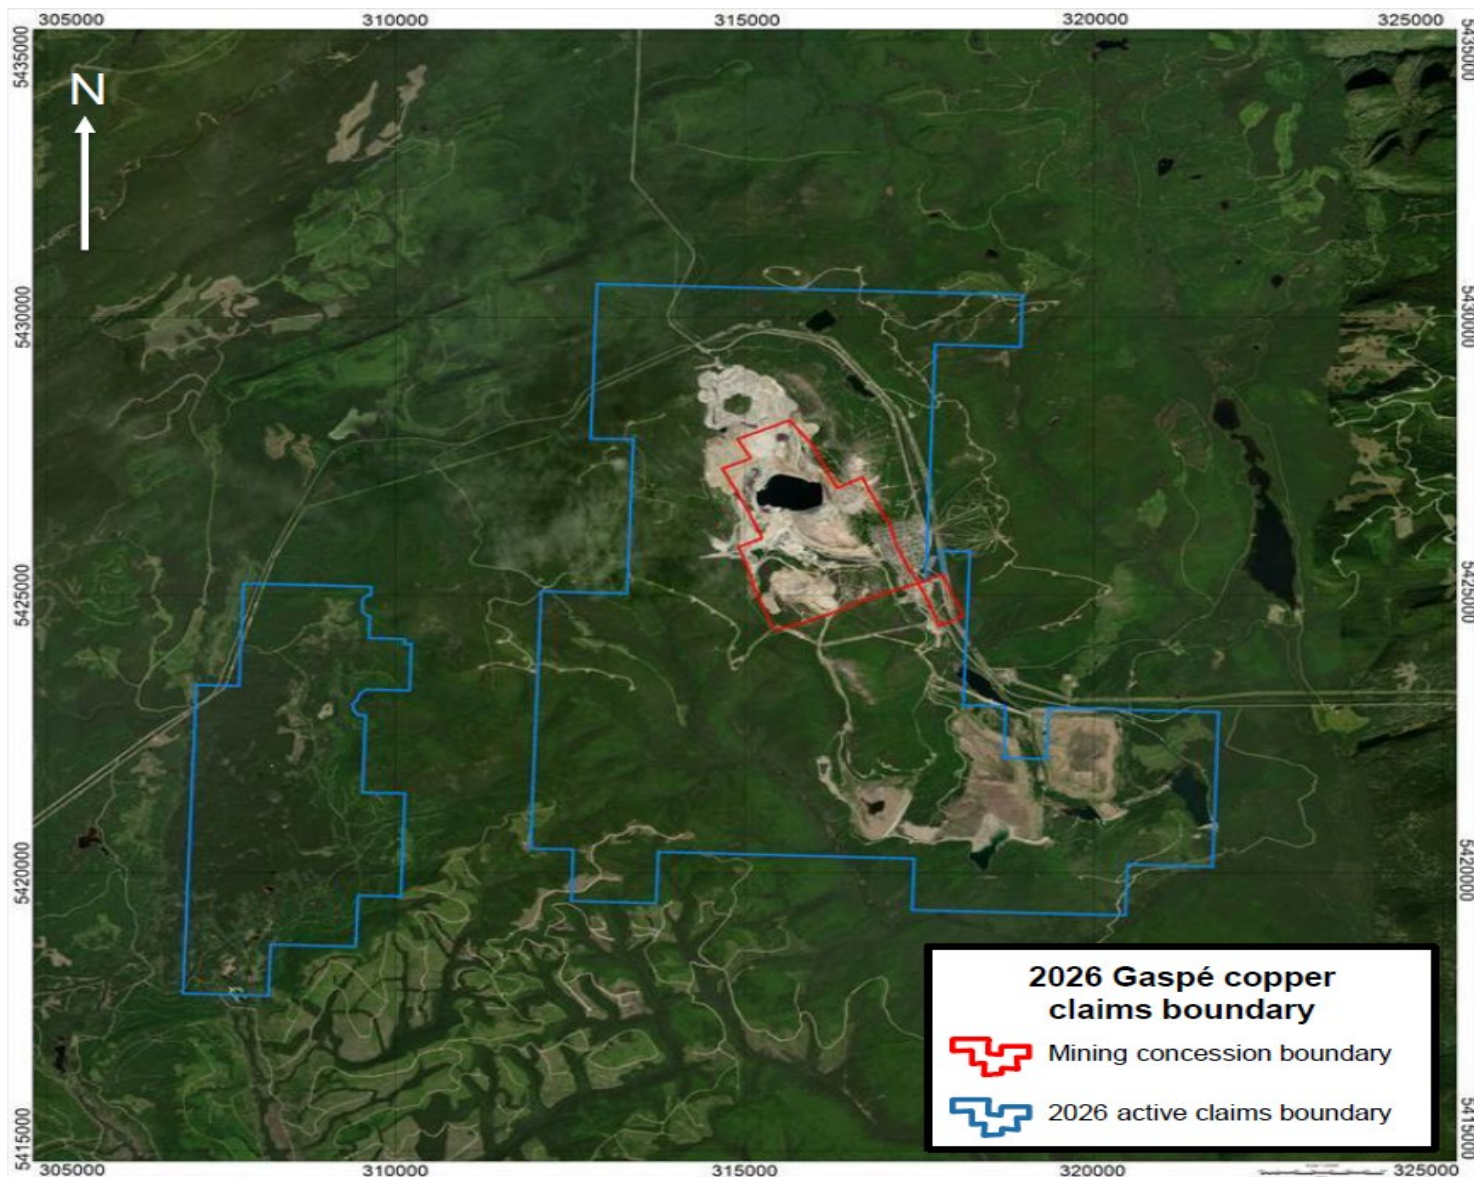 305000 310000 315000 320000 325000
5435000 5435000
N
5430000 5430000
5425000 5425000
5420000 5420000
2026 Gaspé copper
claims boundary
Mining concession boundary
2026 active claims boundary
5415000 5415000
305000 310000 315000 320000 325000